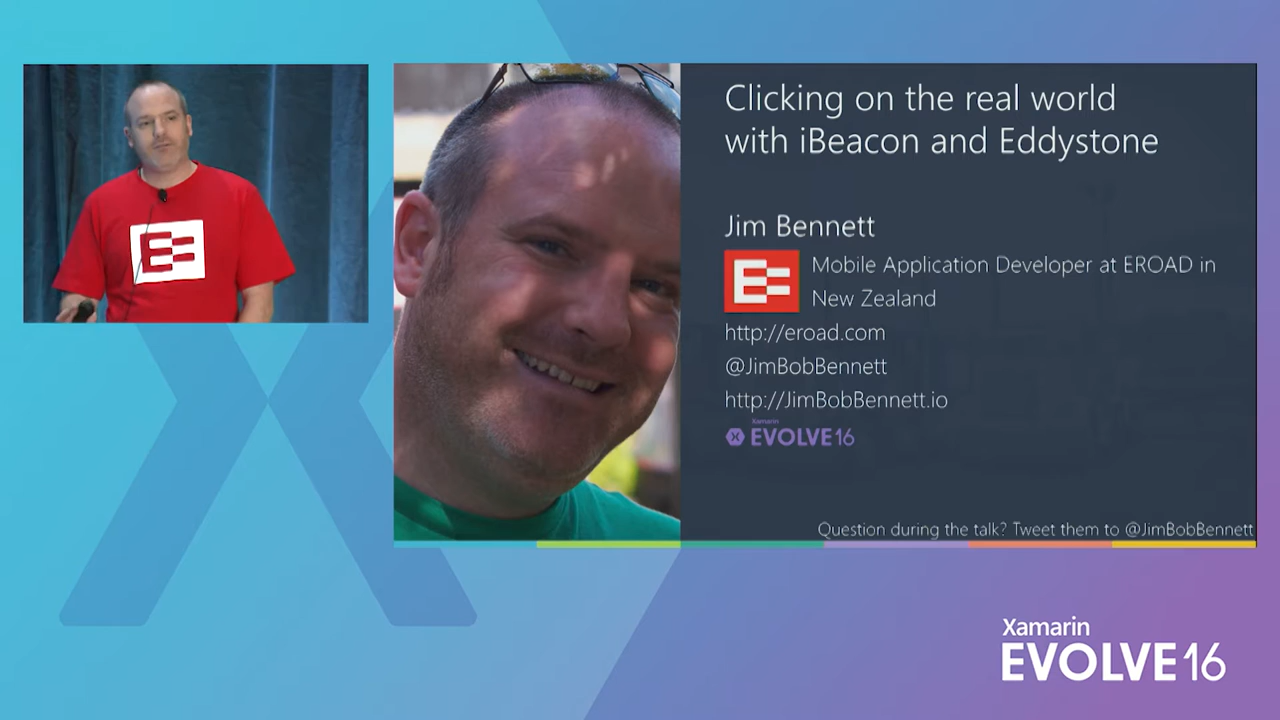 Clicking on the real world
with iBeacon and Eddystone
Jim Bennett
Mobile Application Developer at EROAD in
New Zealand
http://eroad.com
@JimBobBennett
http://JimBobBennett.io
Xamarin
EVOLVE16
Question during the talk? Tweet them to @JimBobBennett
Xamarin
EVOLVE16